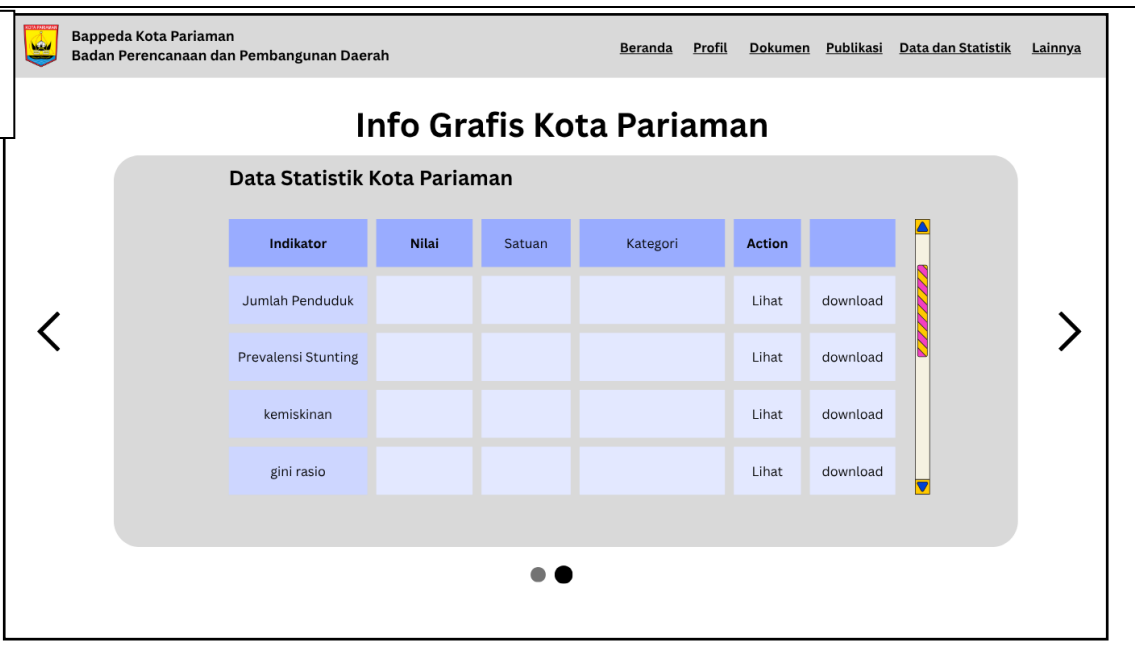 Bappeda Kota Pariaman
Badan Perencanaan dan Pembangunan Daerah
Beranda Profil Dokumen Publikasi Data dan Statistik Lainnya
Info Grafis Kota Pariaman
Data Statistik Kota Pariaman
Indikator Nilai Satuan Kategori Action
Jumlah Penduduk Lihat download
Prevalensi Stunting Lihat download
kemiskinan Lihat download
gini rasio Lihat download